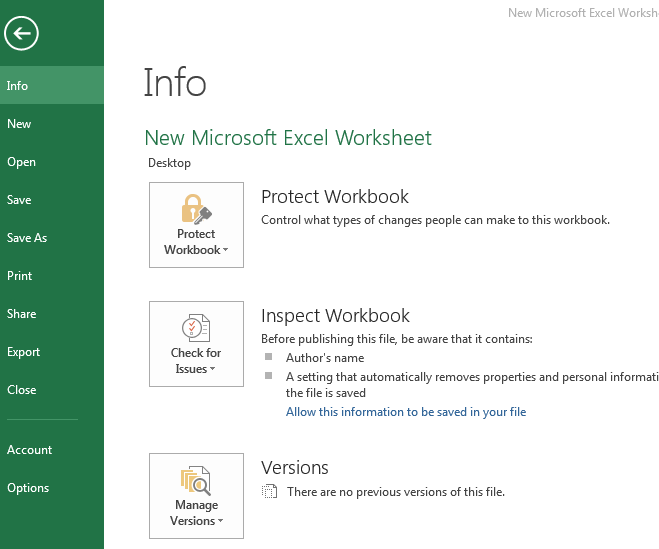 New Microsoft Excel Worksh
Info
Info
New Microsoft Excel Worksheet
New
Desktop
Open
Save
Save As
Print
Share
Export
Close
Account
Options
Protect
Workbook
Protect Workbook
Control what types of changes people can make to this workbook.
Check for
Issues
Inspect Workbook
Before publishing this file, be aware that it contains:
Author's name
A setting that automatically removes properties and personal informati
the file is saved
Allow this information to be saved in your file
Manage
Versions
Versions
There are no previous versions of this file.